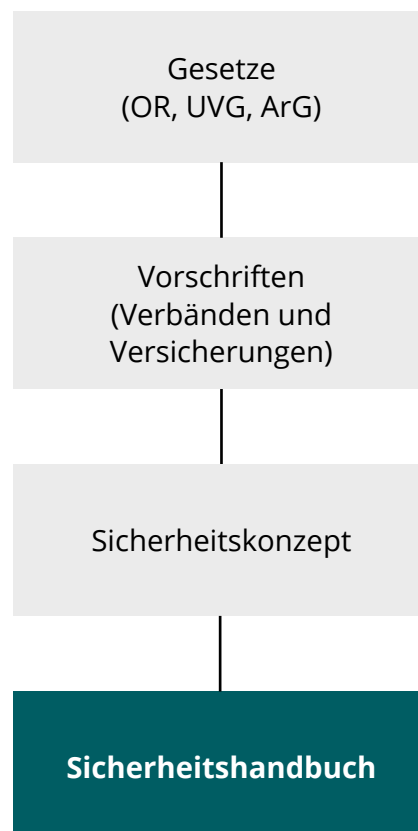 Gesetze
(OR, UVG, ArG)
Vorschriften
(Verbänden und
Versicherungen)
Sicherheitskonzept
Sicherheitshandbuch